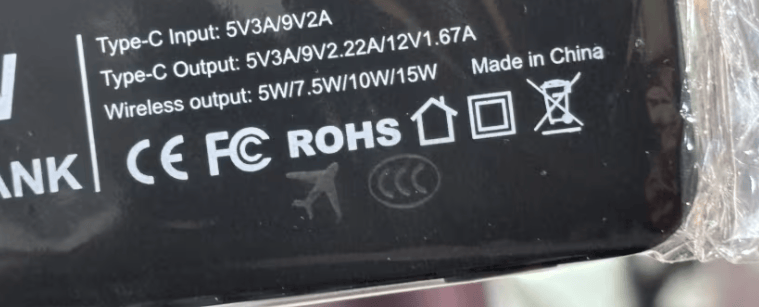 Type-C Input: 5V3A/9V2A
Type-C Output: 5V3A/9V2.22A/12V1.67A
Wireless output: 5W/7.5W/10W/15W
Made in China
CE FC ROHS
CCC
ANK